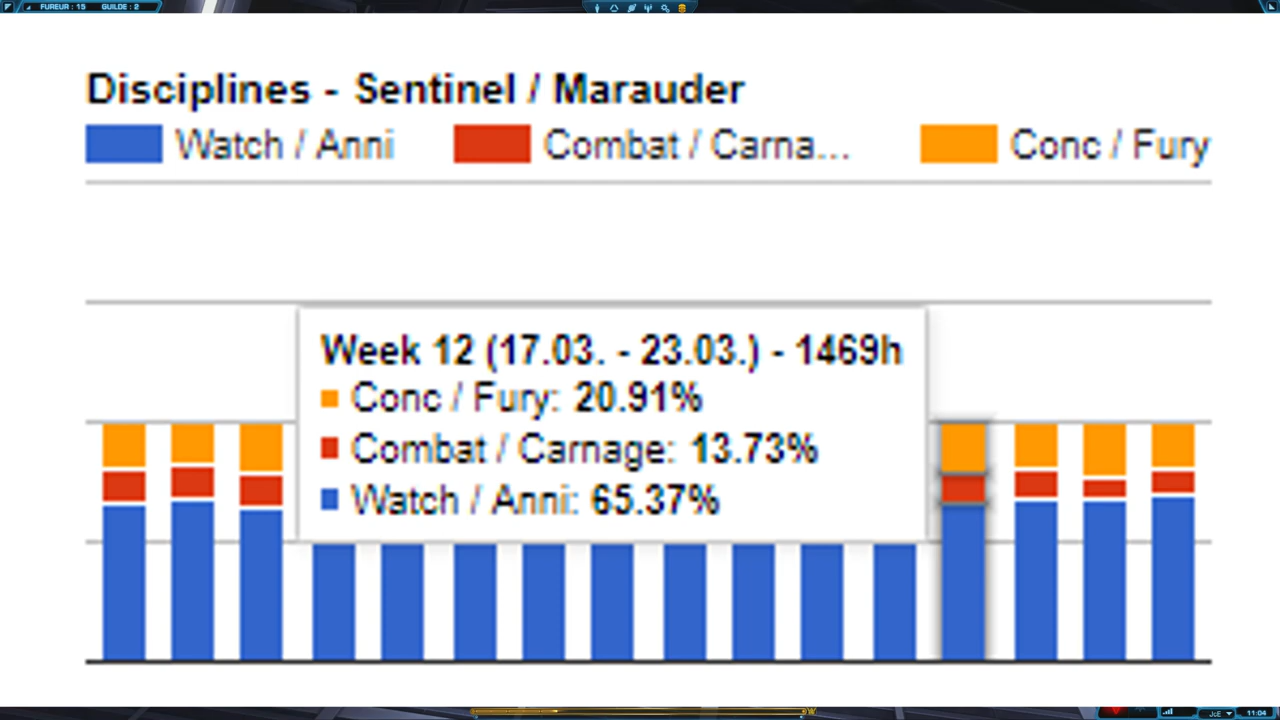 FUREUR : 15 GUILDE : 2
Disciplines - Sentinel / Marauder
Watch / Anni Combat / Carna... Conc / Fury
Week 12 (17.03. - 23.03.) - 1469h
Conc / Fury: 20.91%
Combat / Carnage: 13.73%
Watch / Anni: 65.37%
JcE 11:04